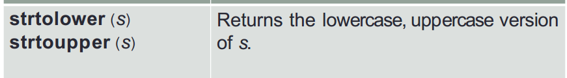 strtolower (s)
strtoupper (s)
Returns the lowercase, uppercase version
of s.